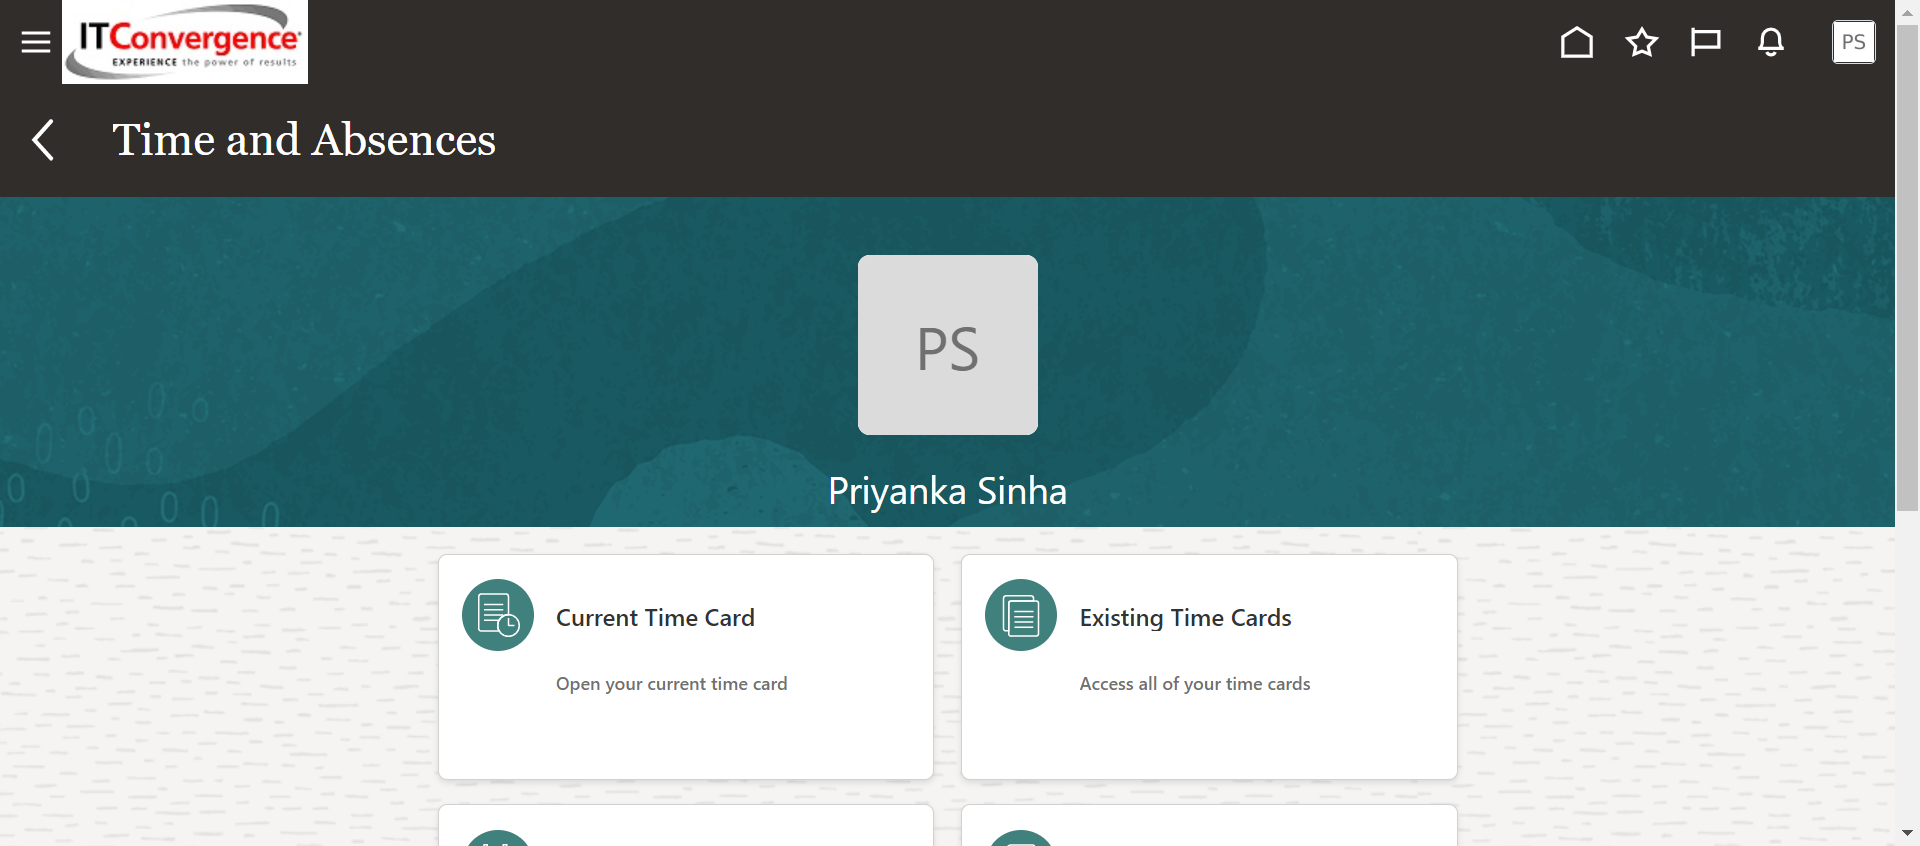 ITConvergence
EXPERIENCE the power of results
PS
Time and Absences
PS
Priyanka Sinha
Current Time Card
Open your current time card
Existing Time Cards
Access all of your time cards